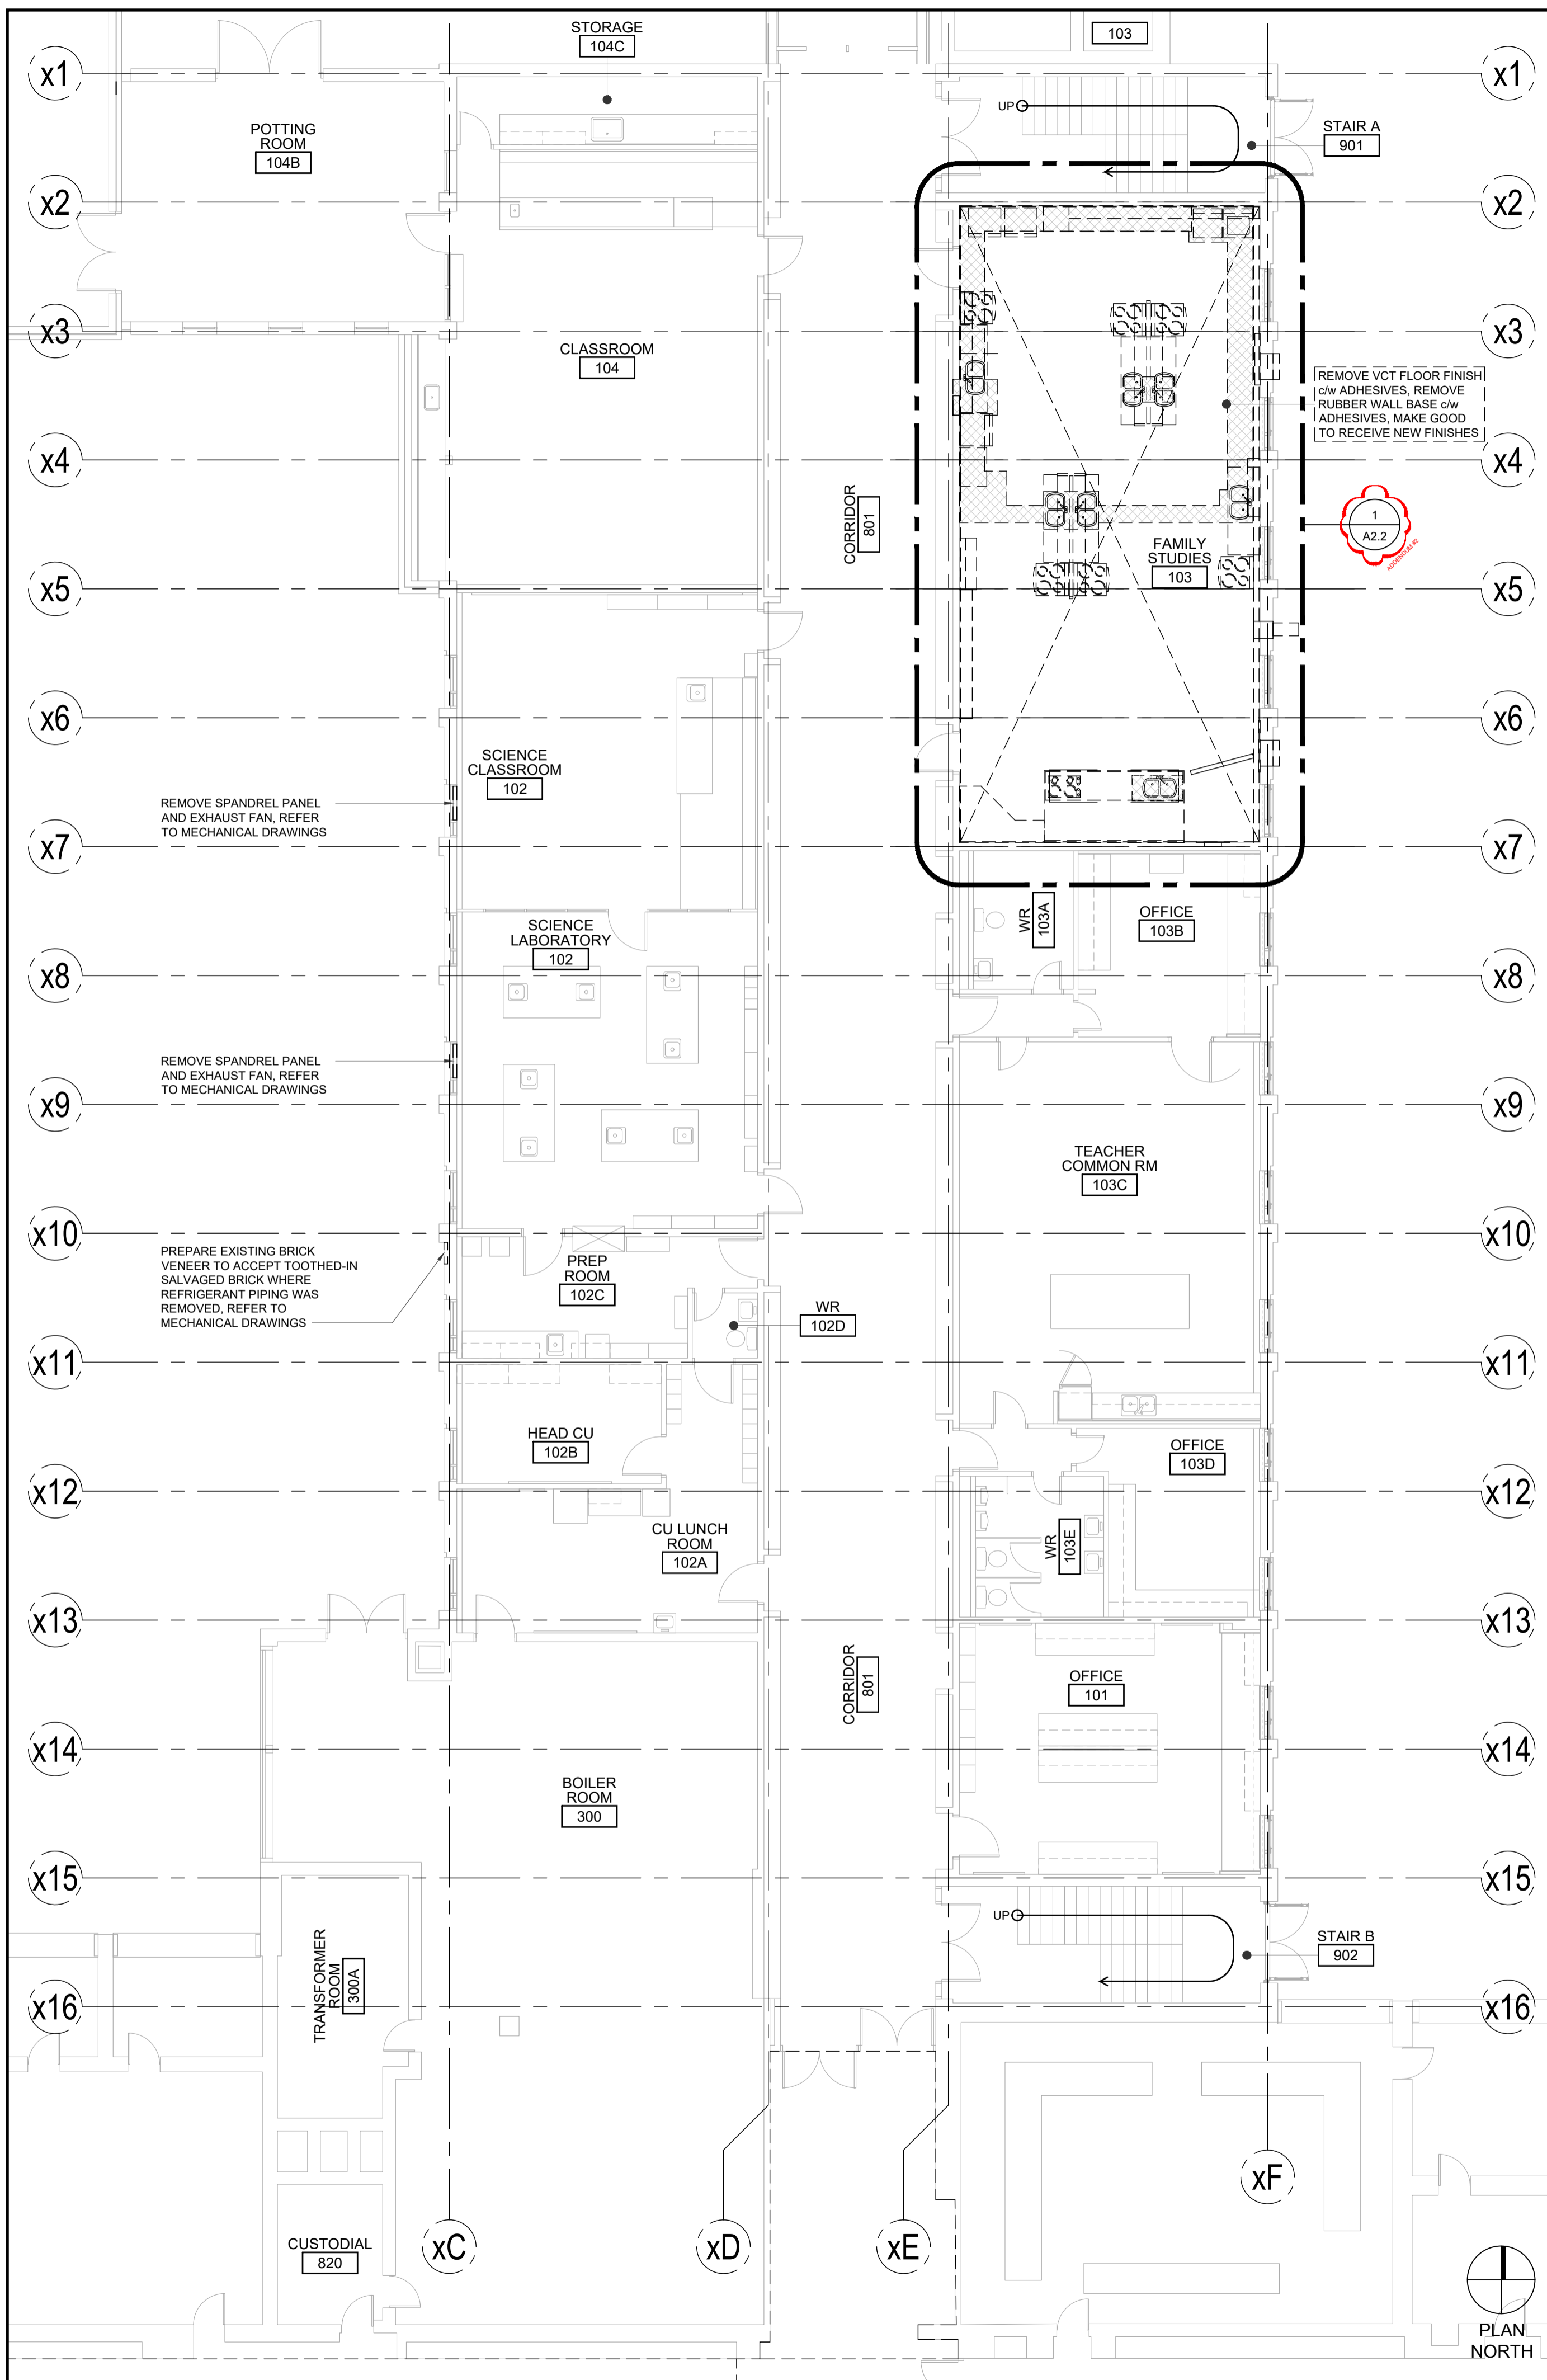 STORAGE
104C
103
x1
x1
UP
POTTING
ROOM
104B
STAIR A
901
x2
x2
x3
x3
CLASSROOM
104
REMOVE VCT FLOOR FINISH
c/w ADHESIVES, REMOVE
RUBBER WALL BASE c/w
ADHESIVES, MAKE GOOD
TO RECEIVE NEW FINISHES
x4
x4
CORRIDOR
801
1
A2.2
ADDENDUM #2
FAMILY
STUDIES
103
x5
x5
x6
x6
SCIENCE
CLASSROOM
102
REMOVE SPANDREL PANEL
AND EXHAUST FAN, REFER
TO MECHANICAL DRAWINGS
x7
x7
WR
103A
OFFICE
103B
SCIENCE
LABORATORY
102
x8
x8
REMOVE SPANDREL PANEL
AND EXHAUST FAN, REFER
TO MECHANICAL DRAWINGS
x9
x9
TEACHER
COMMON RM
103C
x10
x10
PREPARE EXISTING BRICK
VENEER TO ACCEPT TOOTHED-IN
SALVAGED BRICK WHERE
REFRIGERANT PIPING WAS
REMOVED, REFER TO
MECHANICAL DRAWINGS
PREP
ROOM
102C
WR
102D
x11
x11
HEAD CU
102B
OFFICE
103D
x12
x12
CU LUNCH
ROOM
102A
WR
103E
x13
x13
CORRIDOR
801
OFFICE
101
x14
x14
BOILER
ROOM
300
x15
x15
UP
STAIR B
902
TRANSFORMER
ROOM
300A
x16
x16
xF
CUSTODIAL
820
xC
xD
xE
PLAN
NORTH